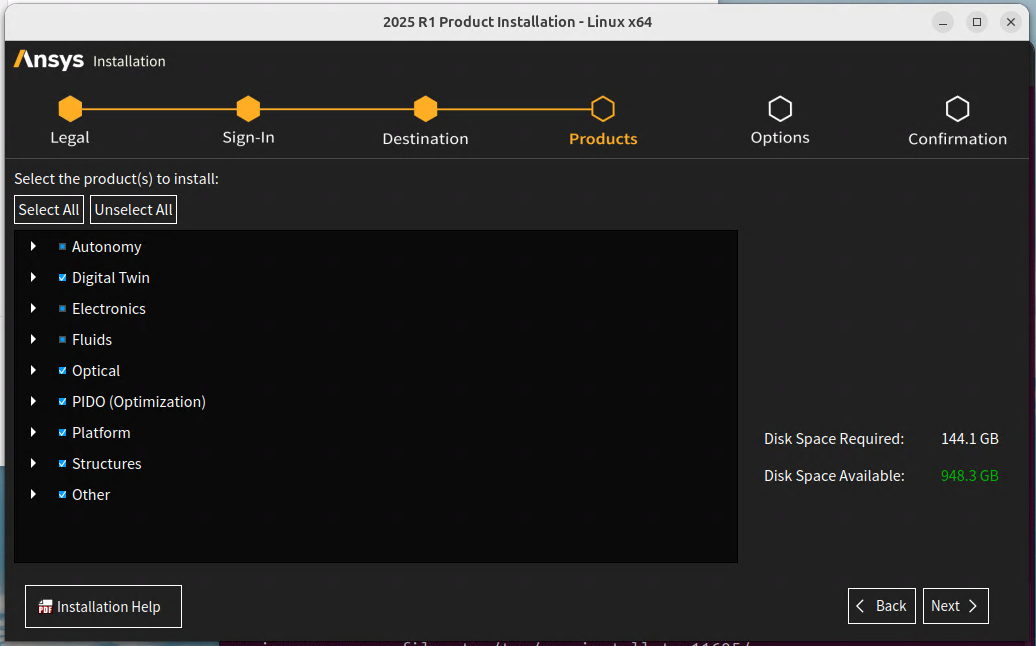 2025 R1 Product Installation - Linux x64
Ansys Installation
Legal Sign-In Destination Products Options Confirmation
Select the product(s) to install:
Select All Unselect All
Autonomy
Digital Twin
Electronics
Fluids
Optical
PIDO (Optimization)
Platform
Structures
Other
Disk Space Required: 144.1 GB
Disk Space Available: 948.3 GB
PDF Installation Help
Back Next